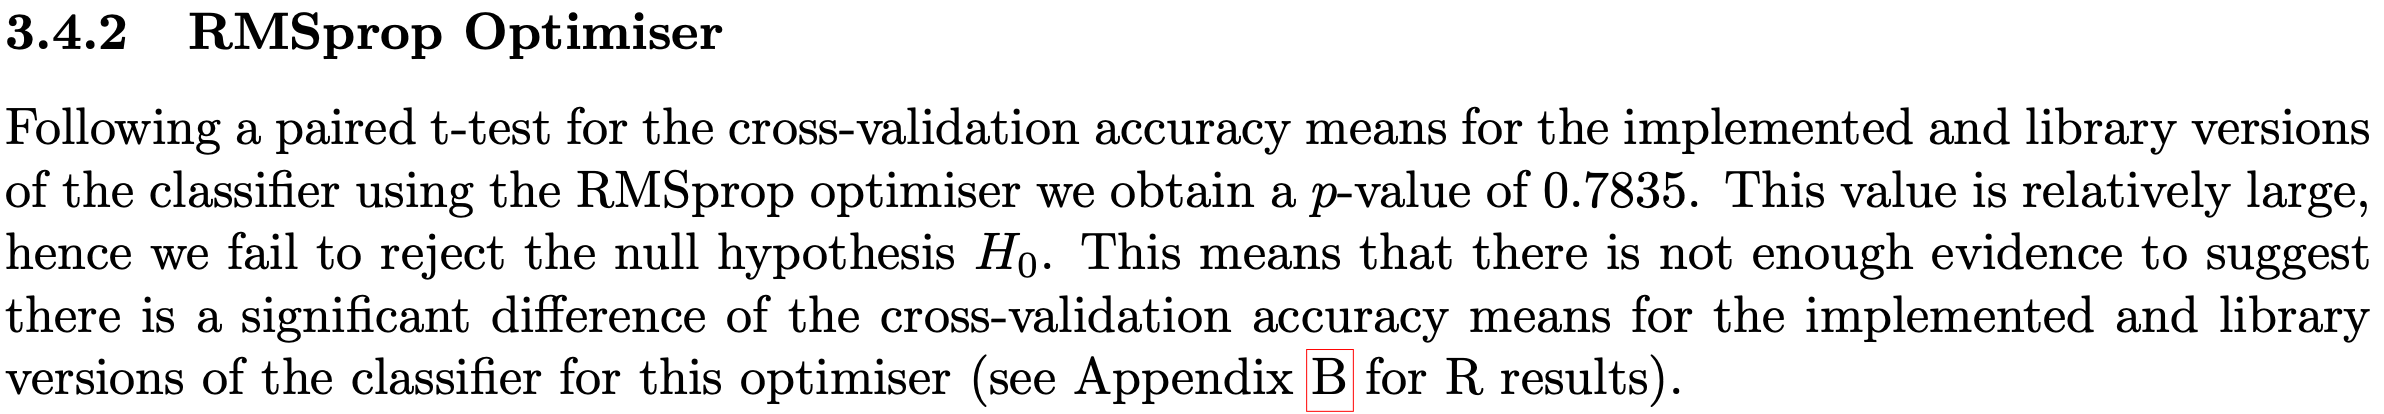 3.4.2 RMSprop Optimiser
Following a paired t-test for the cross-validation accuracy means for the implemented and library versions
of the classifier using the RMSprop optimiser we obtain a p-value of 0.7835. This value is relatively large,
hence we fail to reject the null hypothesis H₀. This means that there is not enough evidence to suggest
there is a significant difference of the cross-validation accuracy means for the implemented and library
versions of the classifier for this optimiser (see Appendix B for R results).